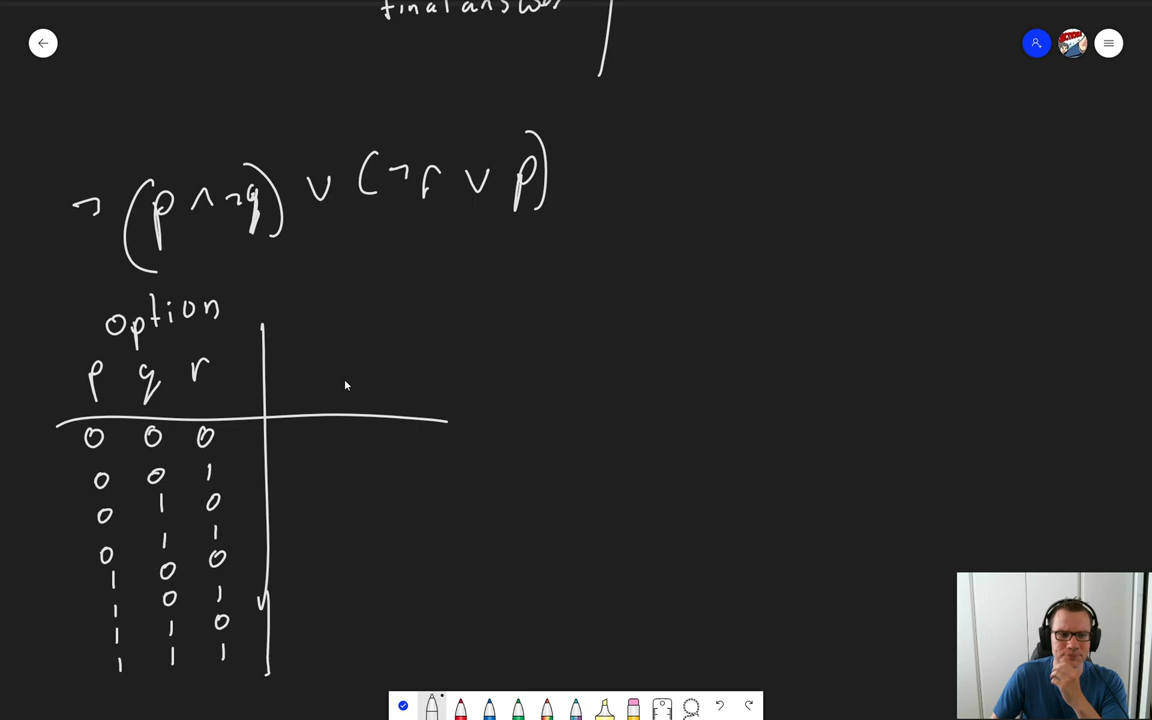 final answer
¬(p ∧ ¬q) ∨ (¬r ∨ p)
option
p q r
0 0 0
0 0 1
0 1 0
0 1 1
1 0 0
1 0 1
1 1 0
1 1 1